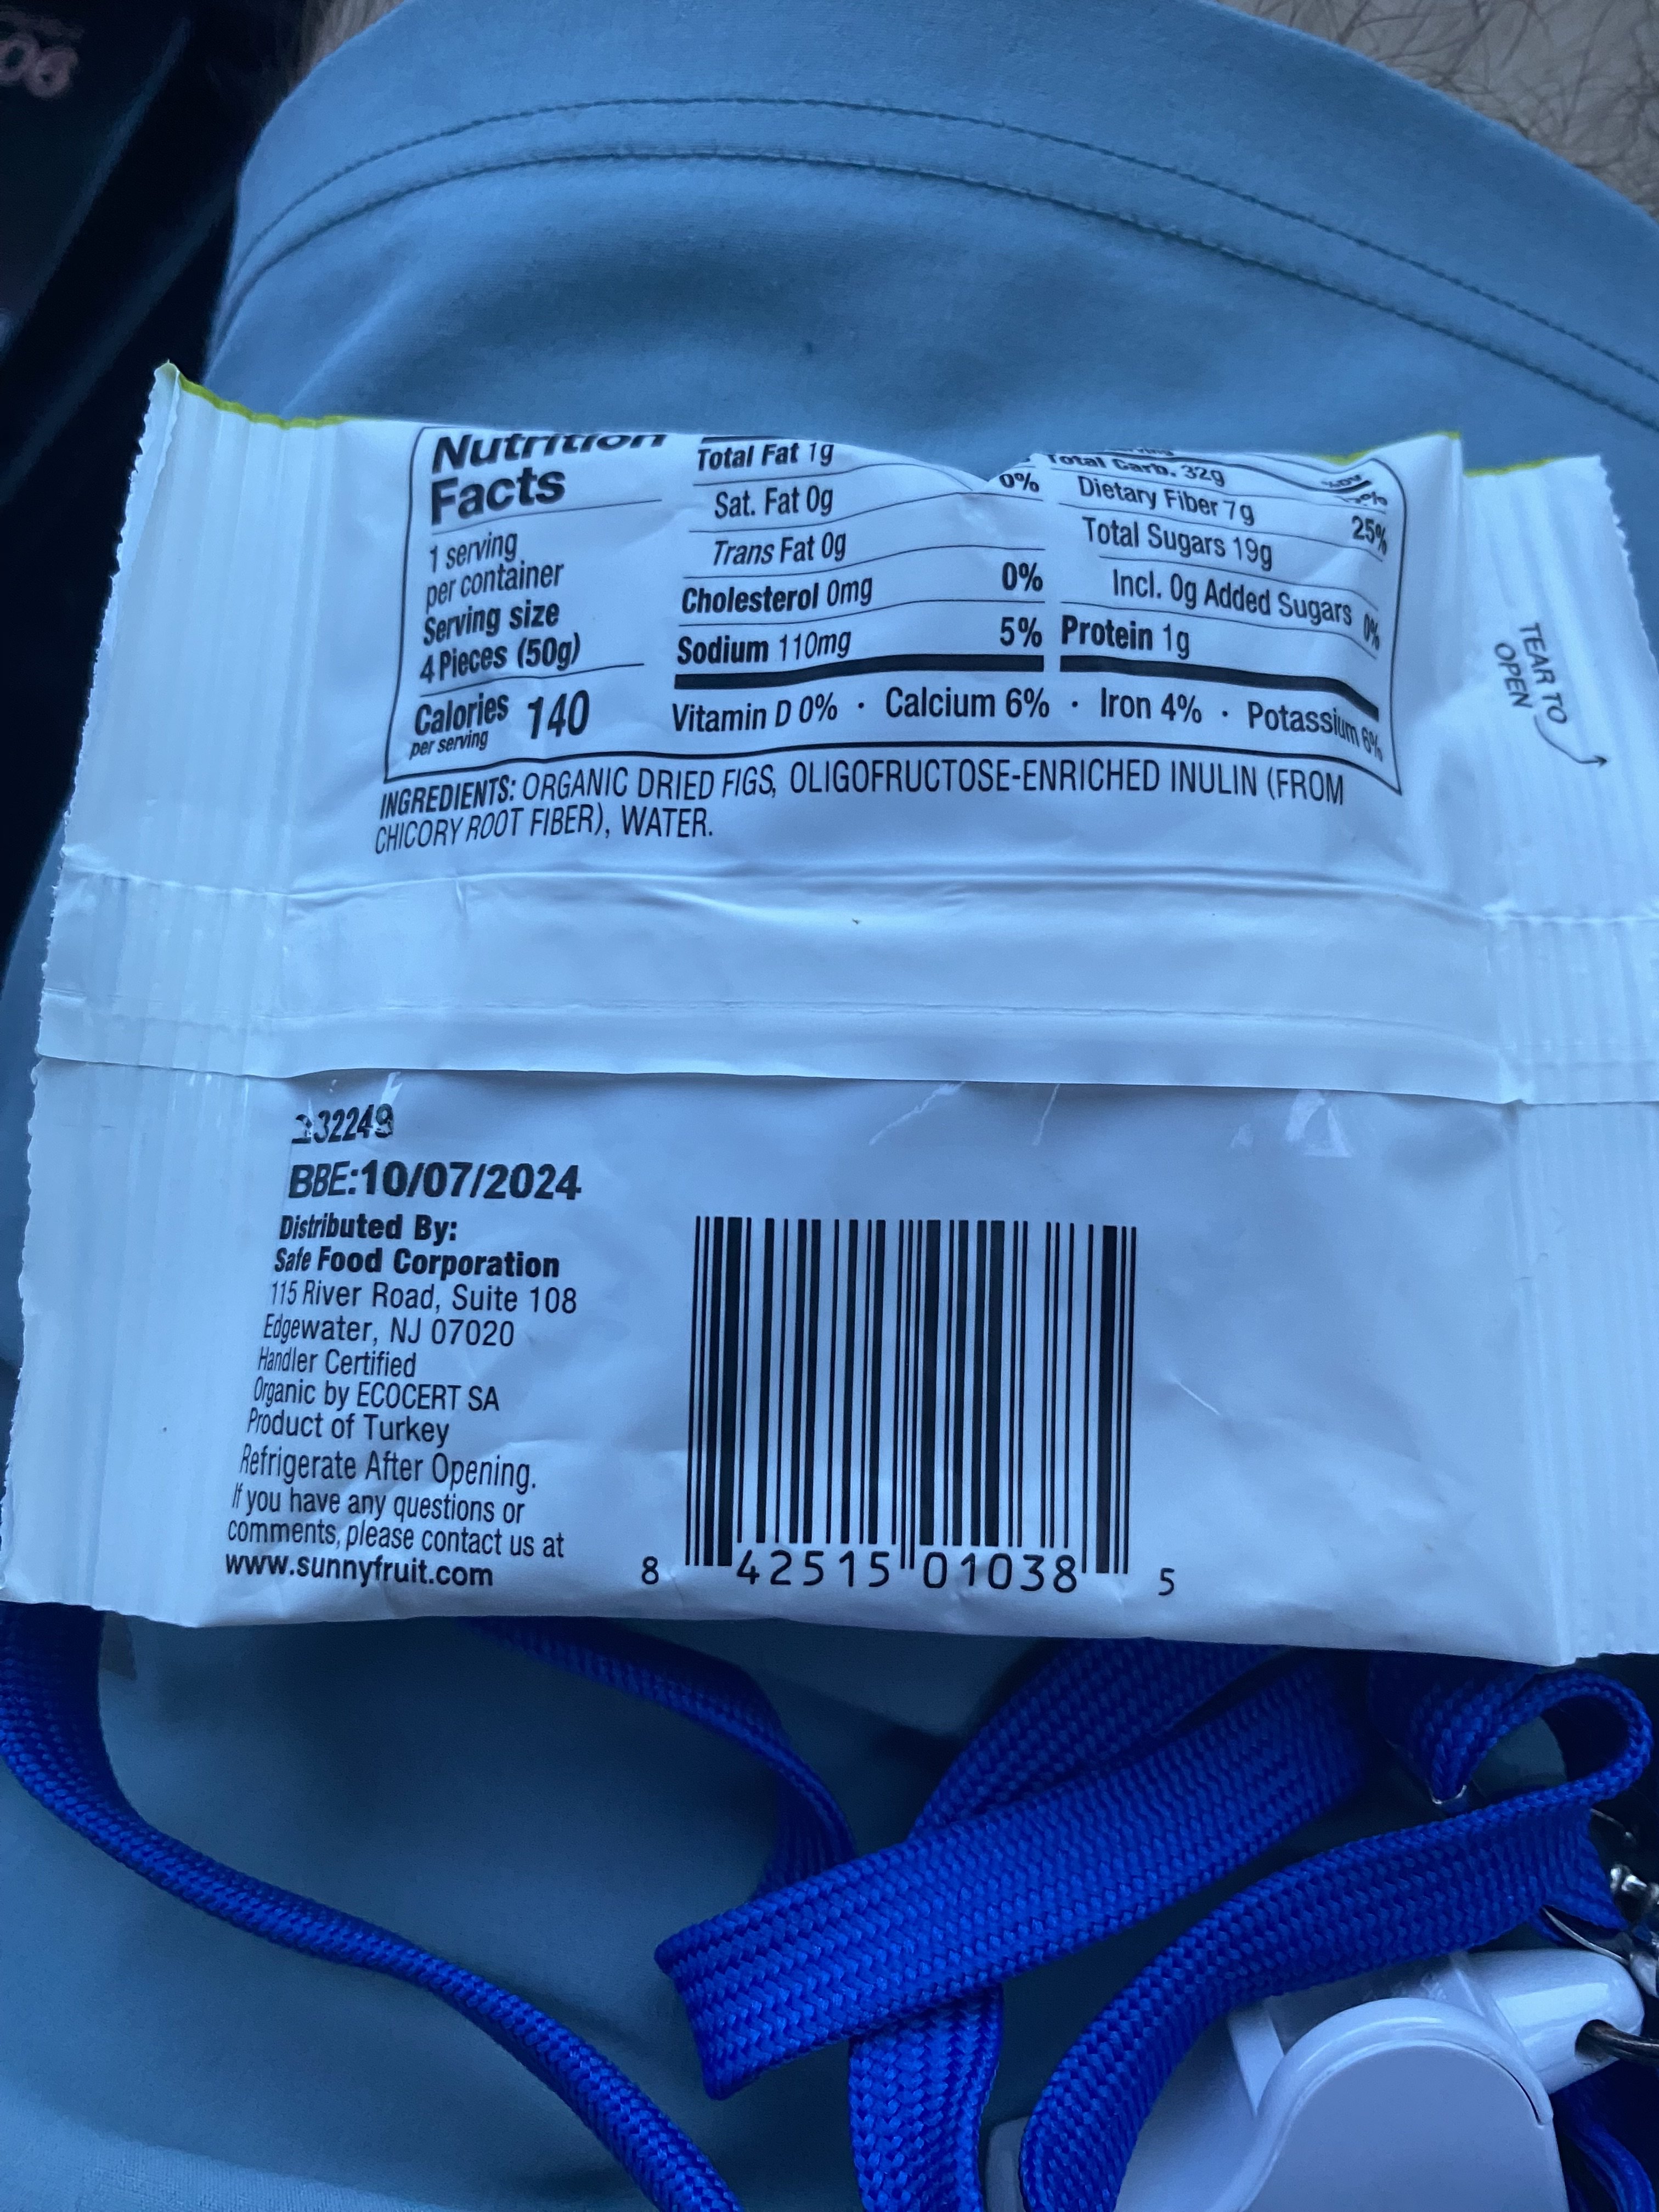 Nutrition
Facts
1 serving
per container
Serving size
4 Pieces (50g)
Calories 140
per serving
Total Fat 1g
Sat. Fat 0g 0%
Trans Fat 0g
Cholesterol 0mg 0%
Sodium 110mg 5%
Total Carb. 32g
Dietary Fiber 7g 25%
Total Sugars 19g
Incl. 0g Added Sugars 0%
Protein 1g
Vitamin D 0% · Calcium 6% · Iron 4% · Potassium 6%
INGREDIENTS: ORGANIC DRIED FIGS, OLIGOFRUCTOSE-ENRICHED INULIN (FROM
CHICORY ROOT FIBER), WATER.
TEAR TO
OPEN
32249
BBE:10/07/2024
Distributed By:
Safe Food Corporation
115 River Road, Suite 108
Edgewater, NJ 07020
Handler Certified
Organic by ECOCERT SA
Product of Turkey
Refrigerate After Opening.
If you have any questions or
comments, please contact us at
www.sunnyfruit.com
8 42515 01038 5